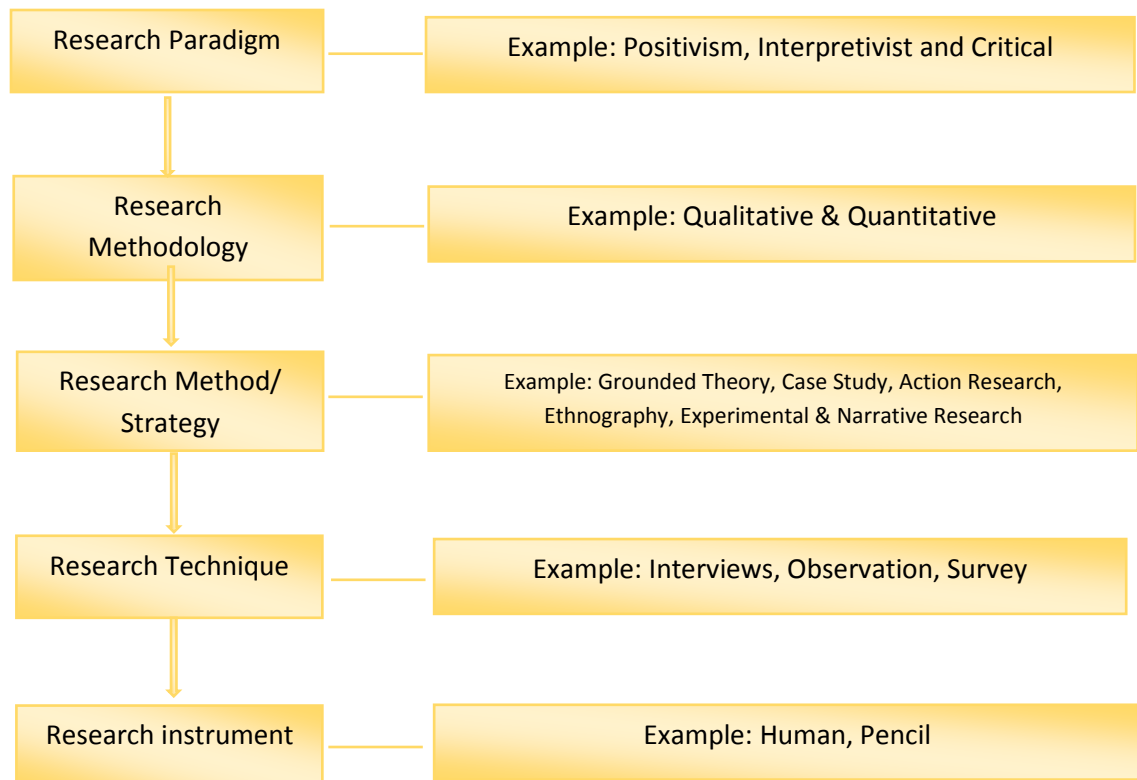 Research Paradigm
Example: Positivism, Interpretivist and Critical
Research
Methodology
Example: Qualitative & Quantitative
Research Method/
Strategy
Example: Grounded Theory, Case Study, Action Research,
Ethnography, Experimental & Narrative Research
Research Technique
Example: Interviews, Observation, Survey
Research instrument
Example: Human, Pencil